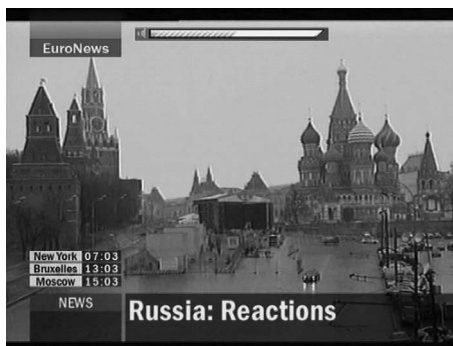 EuroNews
New York 07:03
Bruxelles 13:03
Moscow 15:03
NEWS
Russia: Reactions